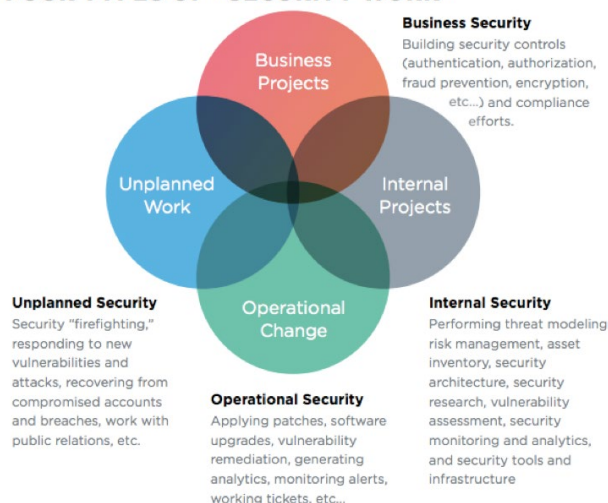 Business Security
Building security controls
(authentication, authorization,
fraud prevention, encryption,
etc...) and compliance
efforts.
Business
Projects
Unplanned
Work
Internal
Projects
Operational
Change
Unplanned Security
Security "firefighting,"
responding to new
vulnerabilities and
attacks, recovering from
compromised accounts
and breaches, work with
public relations, etc.
Operational Security
Applying patches, software
upgrades, vulnerability
remediation, generating
analytics, monitoring alerts,
working tickets, etc...
Internal Security
Performing threat modeling
risk management, asset
inventory, security
architecture, security
research, vulnerability
assessment, security
monitoring and analytics,
and security tools and
infrastructure